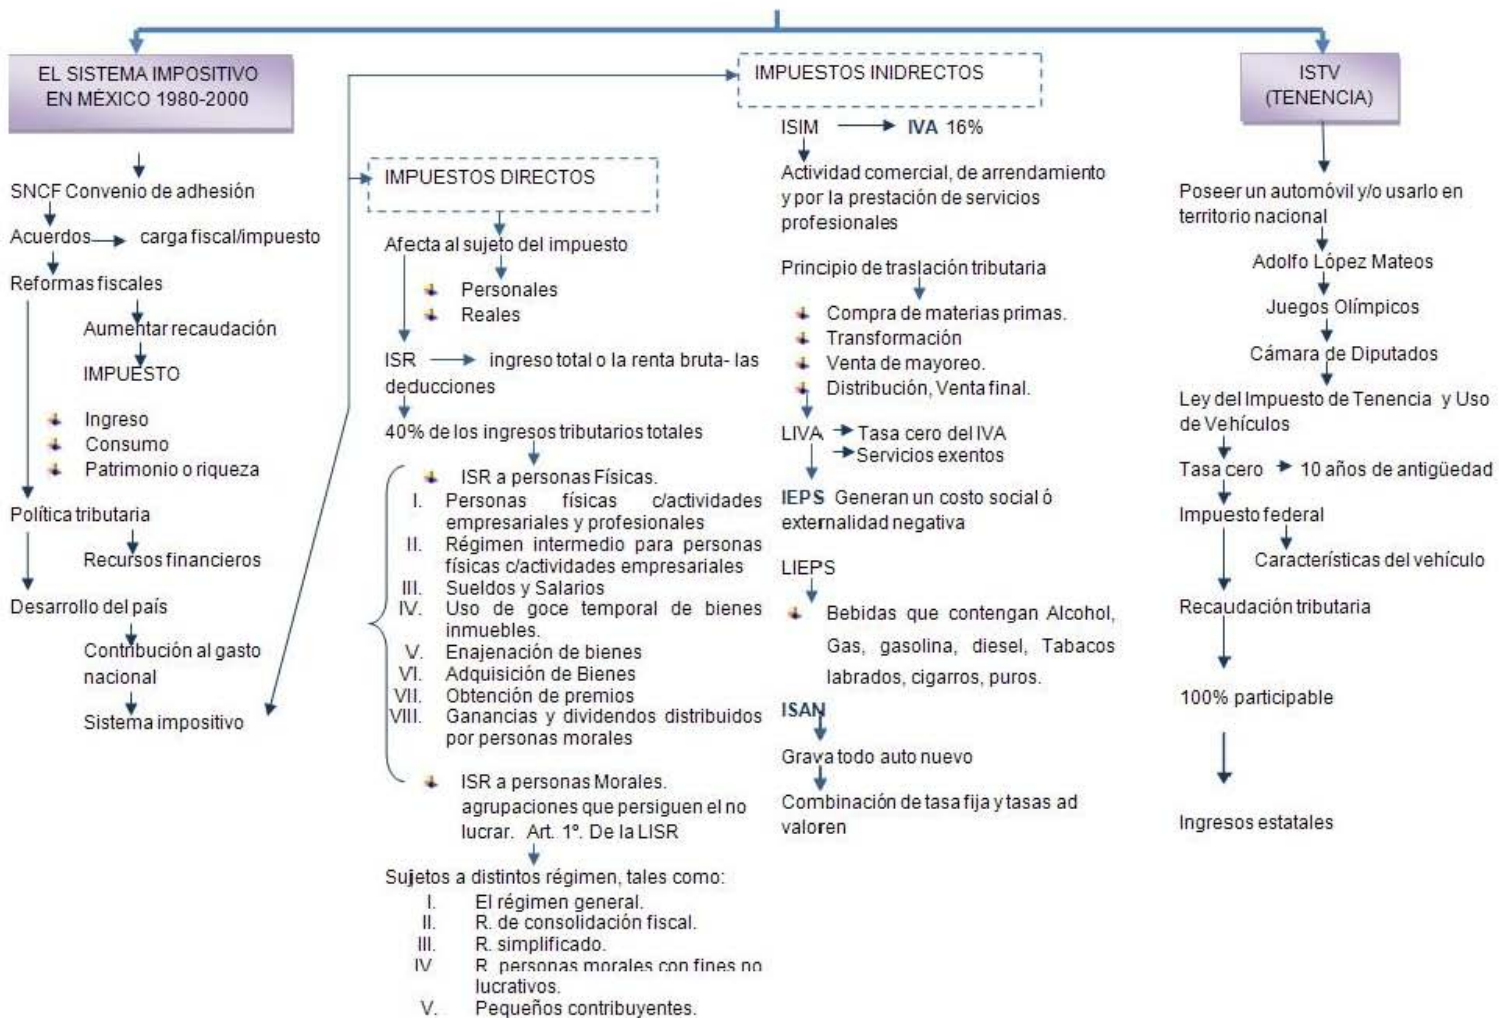 EL SISTEMA IMPOSITIVO
EN MÉXICO 1980-2000
SNCF Convenio de adhesión
Acuerdos
carga fiscal/impuesto
Reformas fiscales
Aumentar recaudación
IMPUESTO
Ingreso
Consumo
Patrimonio o riqueza
Política tributaria
Recursos financieros
Desarrollo del país
Contribución al gasto
nacional
Sistema impositivo
IMPUESTOS DIRECTOS
Afecta al sujeto del impuesto
Personales
Reales
ISR
ingreso total o la renta bruta- las
deducciones
40% de los ingresos tributarios totales
ISR a personas Físicas.
I. Personas físicas c/actividades
empresariales y profesionales
II. Régimen intermedio para personas
físicas c/actividades empresariales
III. Sueldos y Salarios
IV. Uso de goce temporal de bienes
inmuebles.
V. Enajenación de bienes
VI. Adquisición de Bienes
VII. Obtención de premios
VIII. Ganancias y dividendos distribuidos
por personas morales
ISR a personas Morales.
agrupaciones que persiguen el no
lucrar. Art. 1º. De la LISR
Sujetos a distintos régimen, tales como:
I. El régimen general.
II. R. de consolidación fiscal.
III. R. simplificado.
IV R personas morales con fines no
lucrativos.
V. Pequeños contribuyentes.
IMPUESTOS INIDRECTOS
ISIM
IVA 16%
Actividad comercial, de arrendamiento
y por la prestación de servicios
profesionales
Principio de traslación tributaria
Compra de materias primas.
Transformación
Venta de mayoreo.
Distribución, Venta final.
LIVA
Tasa cero del IVA
Servicios exentos
IEPS Generan un costo social ó
externalidad negativa
LIEPS
Bebidas que contengan Alcohol,
Gas, gasolina, diesel, Tabacos
labrados, cigarros, puros.
ISAN
Grava todo auto nuevo
Combinación de tasa fija y tasas ad
valoren
ISTV
(TENENCIA)
Poseer un automóvil y/o usarlo en
territorio nacional
Adolfo López Mateos
Juegos Olímpicos
Cámara de Diputados
Ley del Impuesto de Tenencia y Uso
de Vehículos
Tasa cero
10 años de antigüedad
Impuesto federal
Características del vehículo
Recaudación tributaria
100% participable
Ingresos estatales